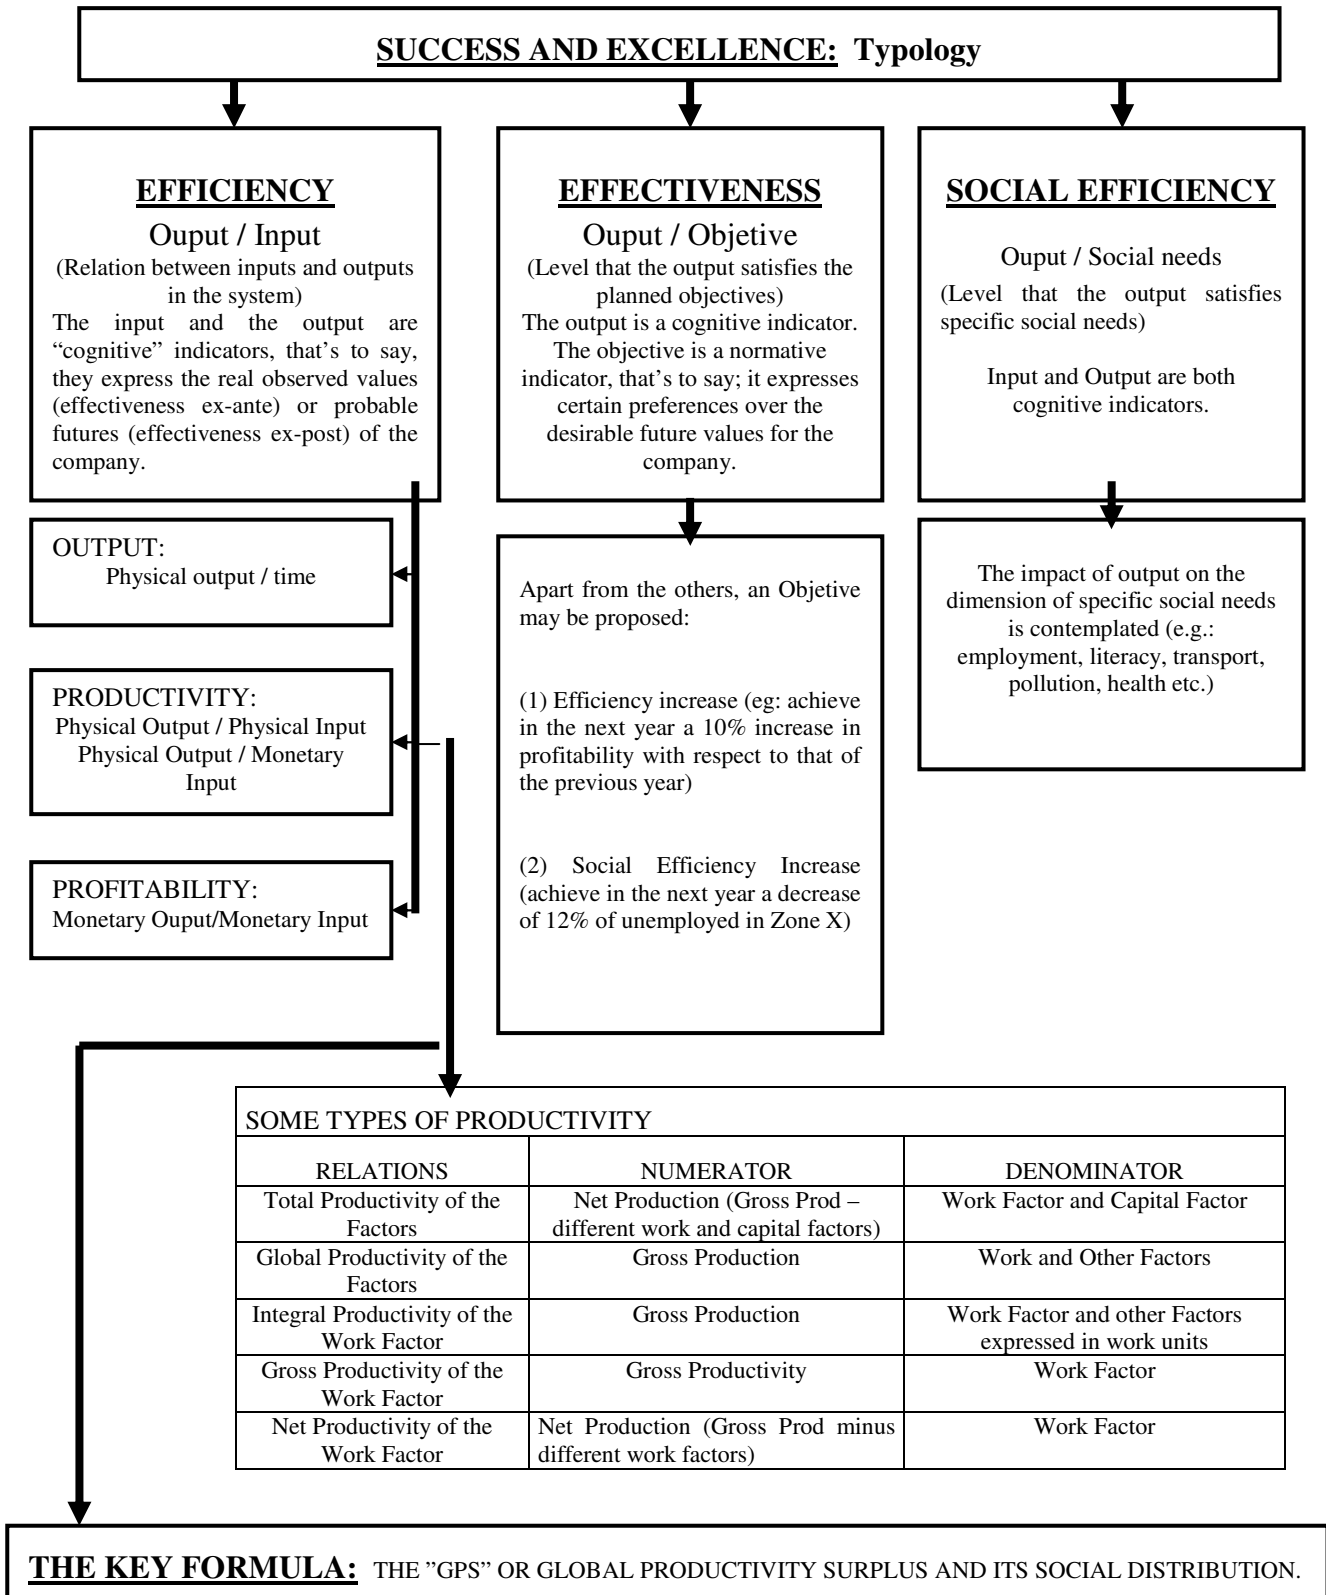 SUCCESS AND EXCELLENCE: Typology
EFFICIENCY
Ouput / Input
(Relation between inputs and outputs
in the system)
The input and the output are
“cognitive” indicators, that’s to say,
they express the real observed values
(effectiveness ex-ante) or probable
futures (effectiveness ex-post) of the
company.
EFFECTIVENESS
Ouput / Objetive
(Level that the output satisfies the
planned objectives)
The output is a cognitive indicator.
The objective is a normative
indicator, that’s to say; it expresses
certain preferences over the
desirable future values for the
company.
SOCIAL EFFICIENCY
Ouput / Social needs
(Level that the output satisfies
specific social needs)
Input and Output are both
cognitive indicators.
OUTPUT:
Physical output / time
PRODUCTIVITY:
Physical Output / Physical Input
Physical Output / Monetary
Input
PROFITABILITY:
Monetary Ouput/Monetary Input
Apart from the others, an Objetive
may be proposed:
(1) Efficiency increase (eg: achieve
in the next year a 10% increase in
profitability with respect to that of
the previous year)
(2) Social Efficiency Increase
(achieve in the next year a decrease
of 12% of unemployed in Zone X)
The impact of output on the
dimension of specific social needs
is contemplated (e.g.:
employment, literacy, transport,
pollution, health etc.)
SOME TYPES OF PRODUCTIVITY
RELATIONS NUMERATOR DENOMINATOR
Total Productivity of the Net Production (Gross Prod – Work Factor and Capital Factor
Factors different work and capital factors)
Global Productivity of the Gross Production Work and Other Factors
Factors
Integral Productivity of the Gross Production Work Factor and other Factors
Work Factor expressed in work units
Gross Productivity of the Gross Productivity Work Factor
Work Factor
Net Productivity of the Net Production (Gross Prod minus Work Factor
Work Factor different work factors)
THE KEY FORMULA: THE ”GPS” OR GLOBAL PRODUCTIVITY SURPLUS AND ITS SOCIAL DISTRIBUTION.